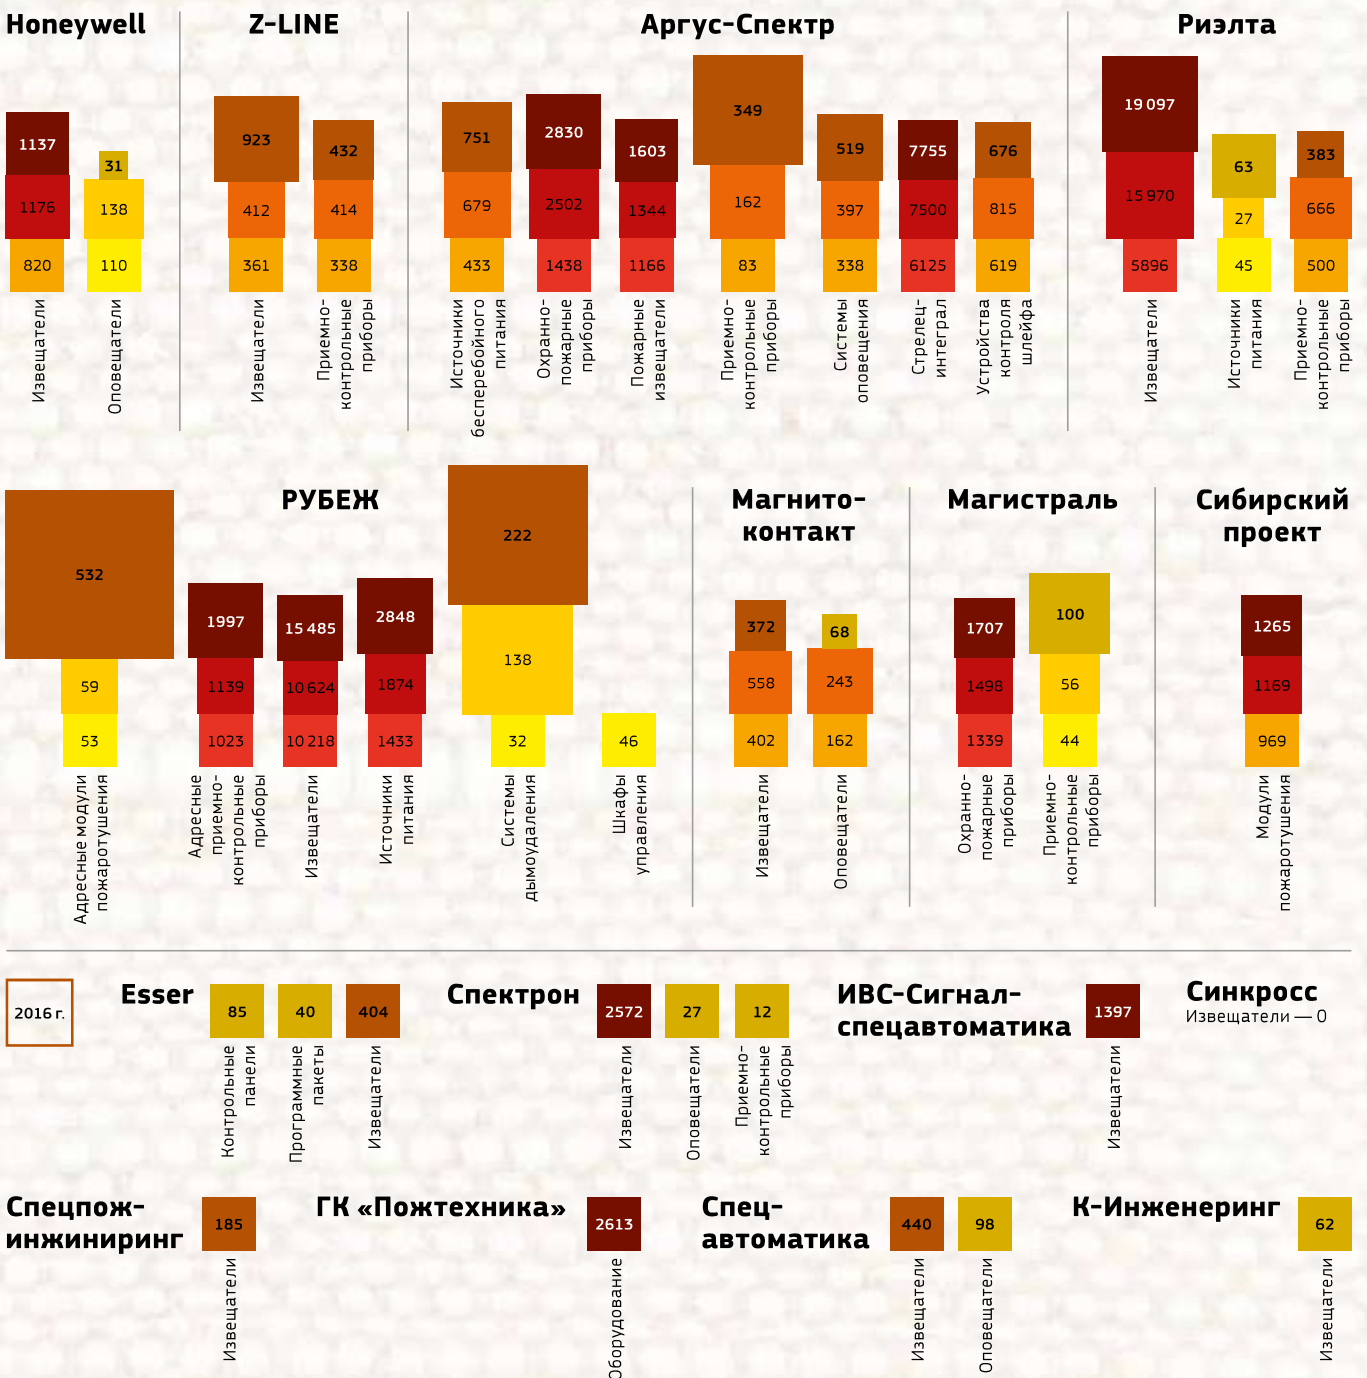 Honeywell
1137
1176
820
Извещатели
31
138
110
Оповещатели
Z-LINE
923
412
361
Извещатели
432
414
338
Приемно-
контрольные
приборы
Аргус-Спектр
751
679
433
Источники
бесперебойного
питания
2830
2502
1438
Охранно-
пожарные
приборы
1603
1344
1166
Пожарные
извещатели
349
162
83
Приемно-
контрольные
приборы
519
397
338
Системы
оповещения
7755
7500
6125
Стрелец-
интеграл
676
815
619
Устройства
контроля
шлейфа
Риэлта
19 097
15 970
5896
Извещатели
63
27
45
Источники
питания
383
666
500
Приемно-
контрольные
приборы
РУБЕЖ
532
59
53
Адресные модули
пожаротушения
1997
1139
1023
Адресные
приемно-
контрольные
приборы
15 485
10 624
10 218
Извещатели
2848
1874
1433
Источники
питания
222
138
32
Системы
дымоудаления
46
Шкафы
управления
Магнито-
контакт
372
558
402
Извещатели
68
243
162
Оповещатели
Магистраль
1707
1498
1339
Охранно-
пожарные
приборы
100
56
44
Приемно-
контрольные
приборы
Сибирский
проект
1265
1169
969
Модули
пожаротушения
2016 г.
Esser
85
Контрольные
панели
40
Программные
пакеты
404
Извещатели
Спектрон
2572
Извещатели
27
Оповещатели
12
Приемно-
контрольные
приборы
ИВС-Сигнал-
спецавтоматика
1397
Извещатели
Синкросс
Извещатели — 0
Спецпож-
инжиниринг
185
Извещатели
ГК «Пожтехника»
2613
Оборудование
Спец-
автоматика
440
Извещатели
98
Оповещатели
К-Инженеринг
62
Извещатели